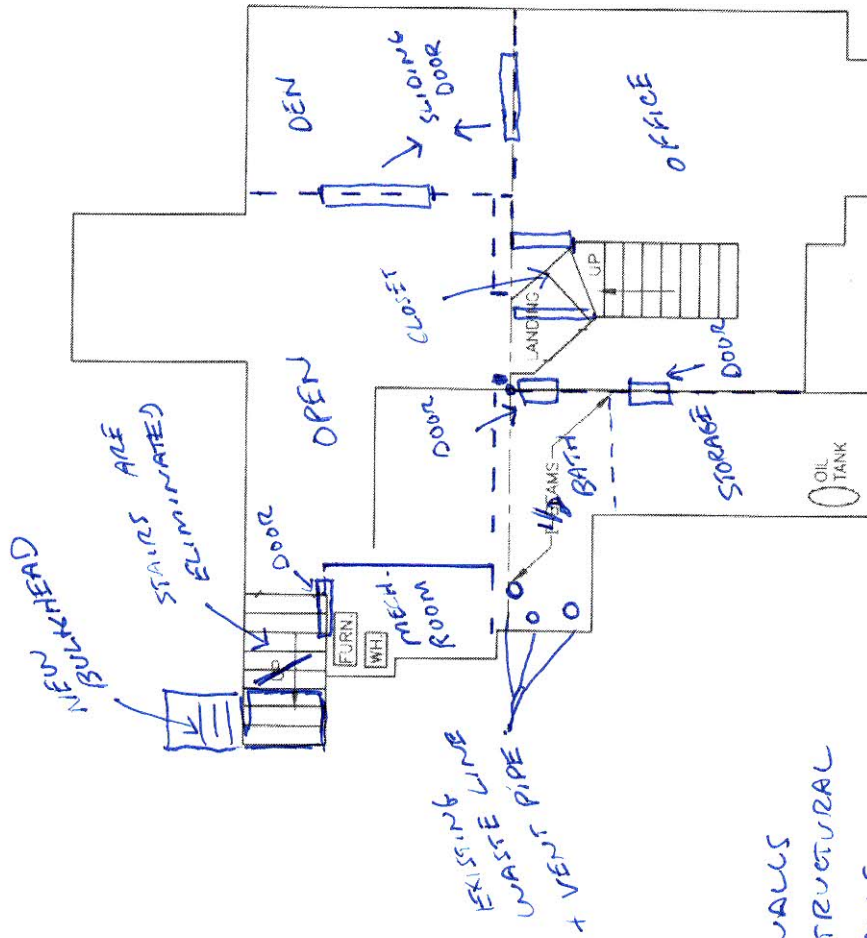 NEW
BULKHEAD
STAIRS ARE
ELIMINATED
DEN
SLIDING
DOOR
OPEN
CLOSET
OFFICE
DOOR
FURN.
WH.
MECH-
ROOM
DOOR
LANDING
UP
DOOR
BATH
STORAGE
OIL
TANK
EXISTING
WASTE LINE
+ VENT PIPE
WALLS
STRUCTURAL